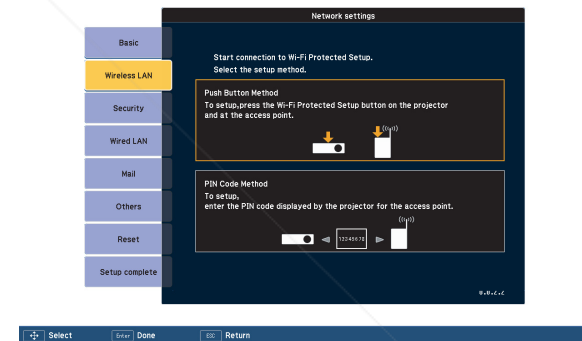 Network settings
Basic
Wireless LAN
Security
Wired LAN
Mail
Others
Reset
Setup complete
Start connection to Wi-Fi Protected Setup.
Select the setup method.
Push Button Method
To setup,press the Wi-Fi Protected Setup button on the projector
and at the access point.
PIN Code Method
To setup,
enter the PIN code displayed by the projector for the access point.
12345678
Select Enter Done ESC Return